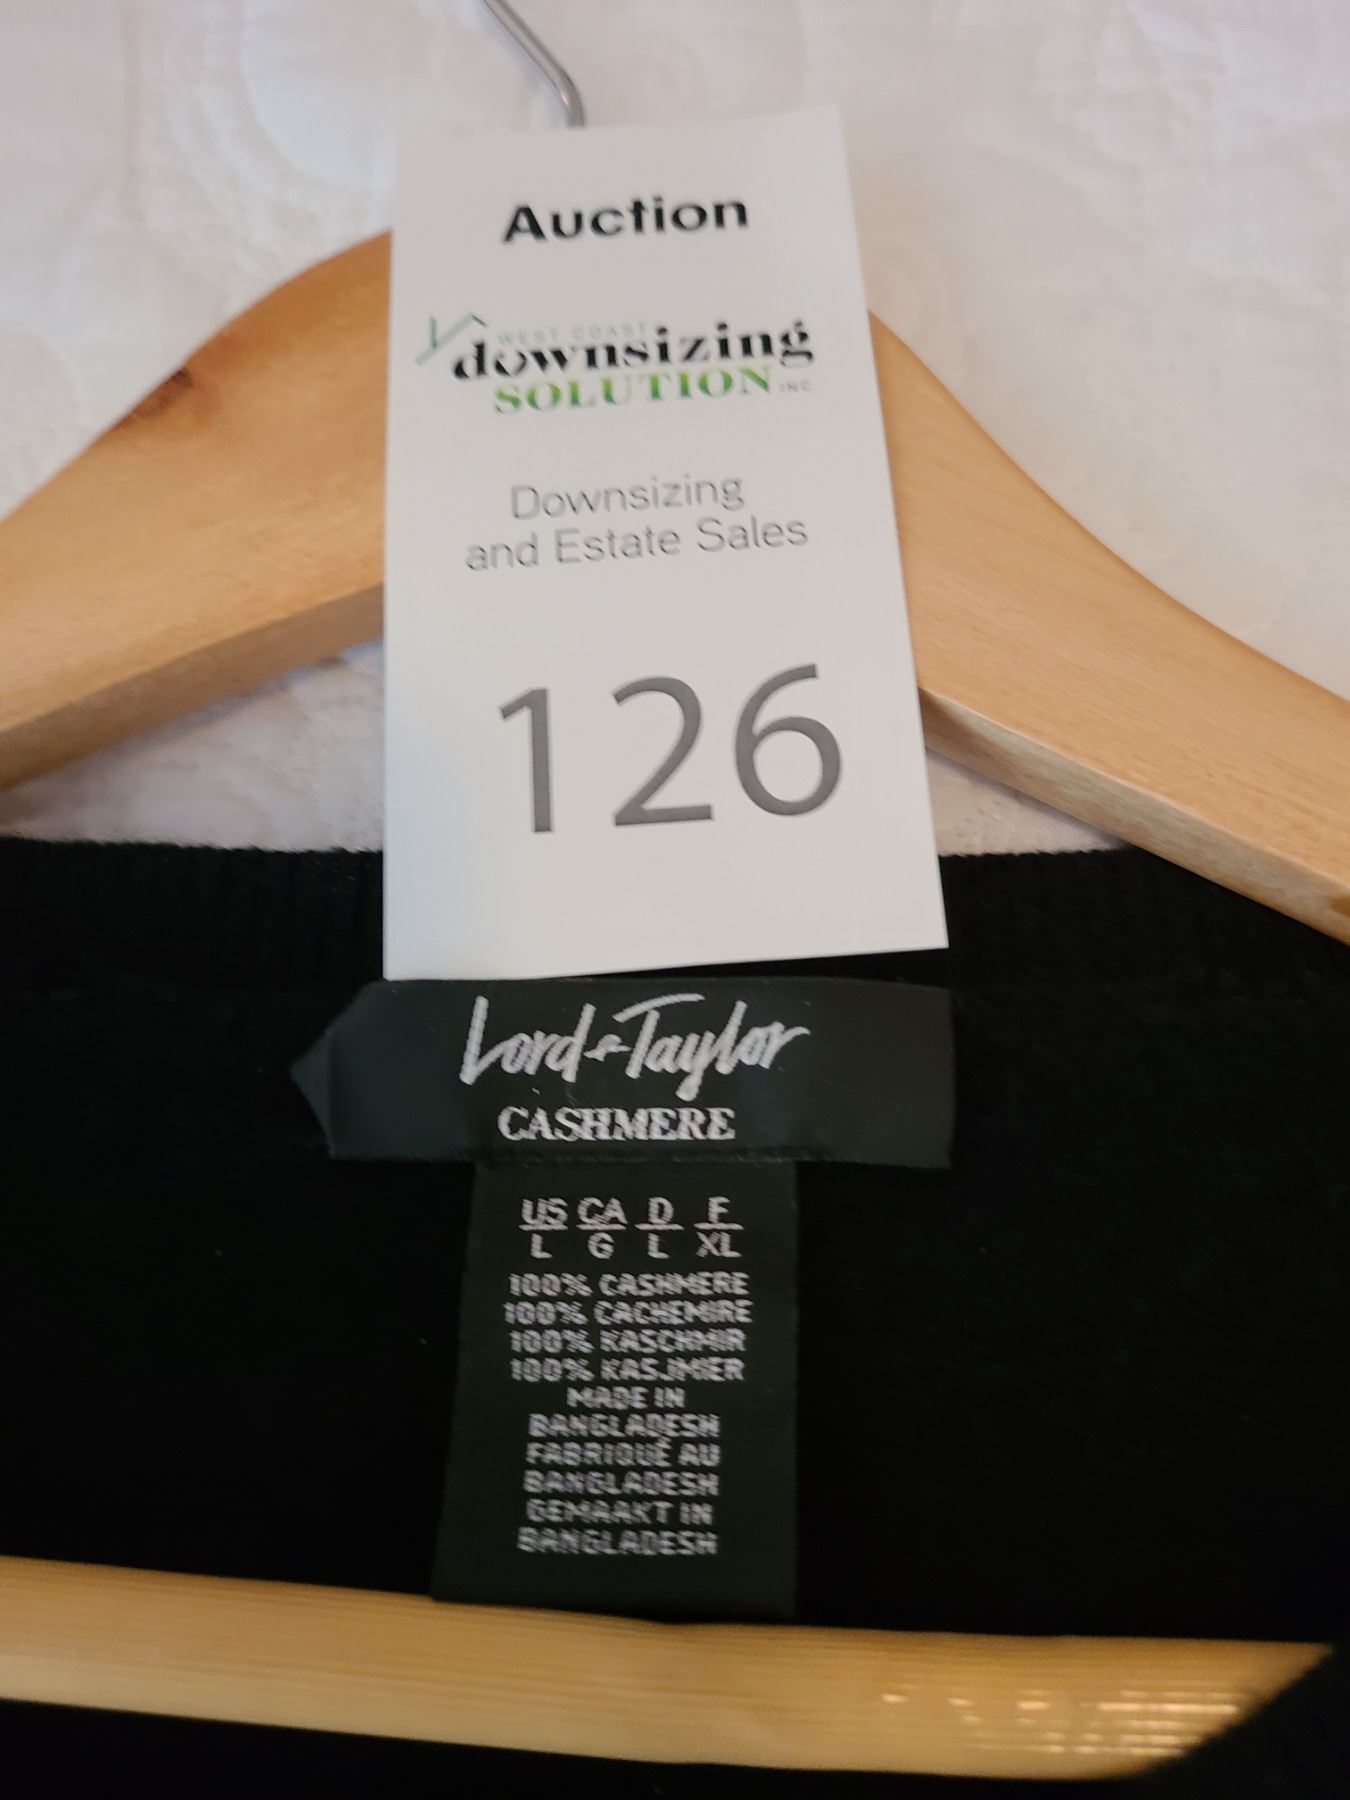 Auction
WEST COAST
downsizing
SOLUTION INC
Downsizing
and Estate Sales
126
Lord & Taylor
CASHMERE
US CA D F
L G L XL
100% CASHMERE
100% CACHEMIRE
100% KASCHMIR
100% KASJMIER
MADE IN
BANGLADESH
FABRIQUÉ AU
BANGLADESH
GEMAAKT IN
BANGLADESH